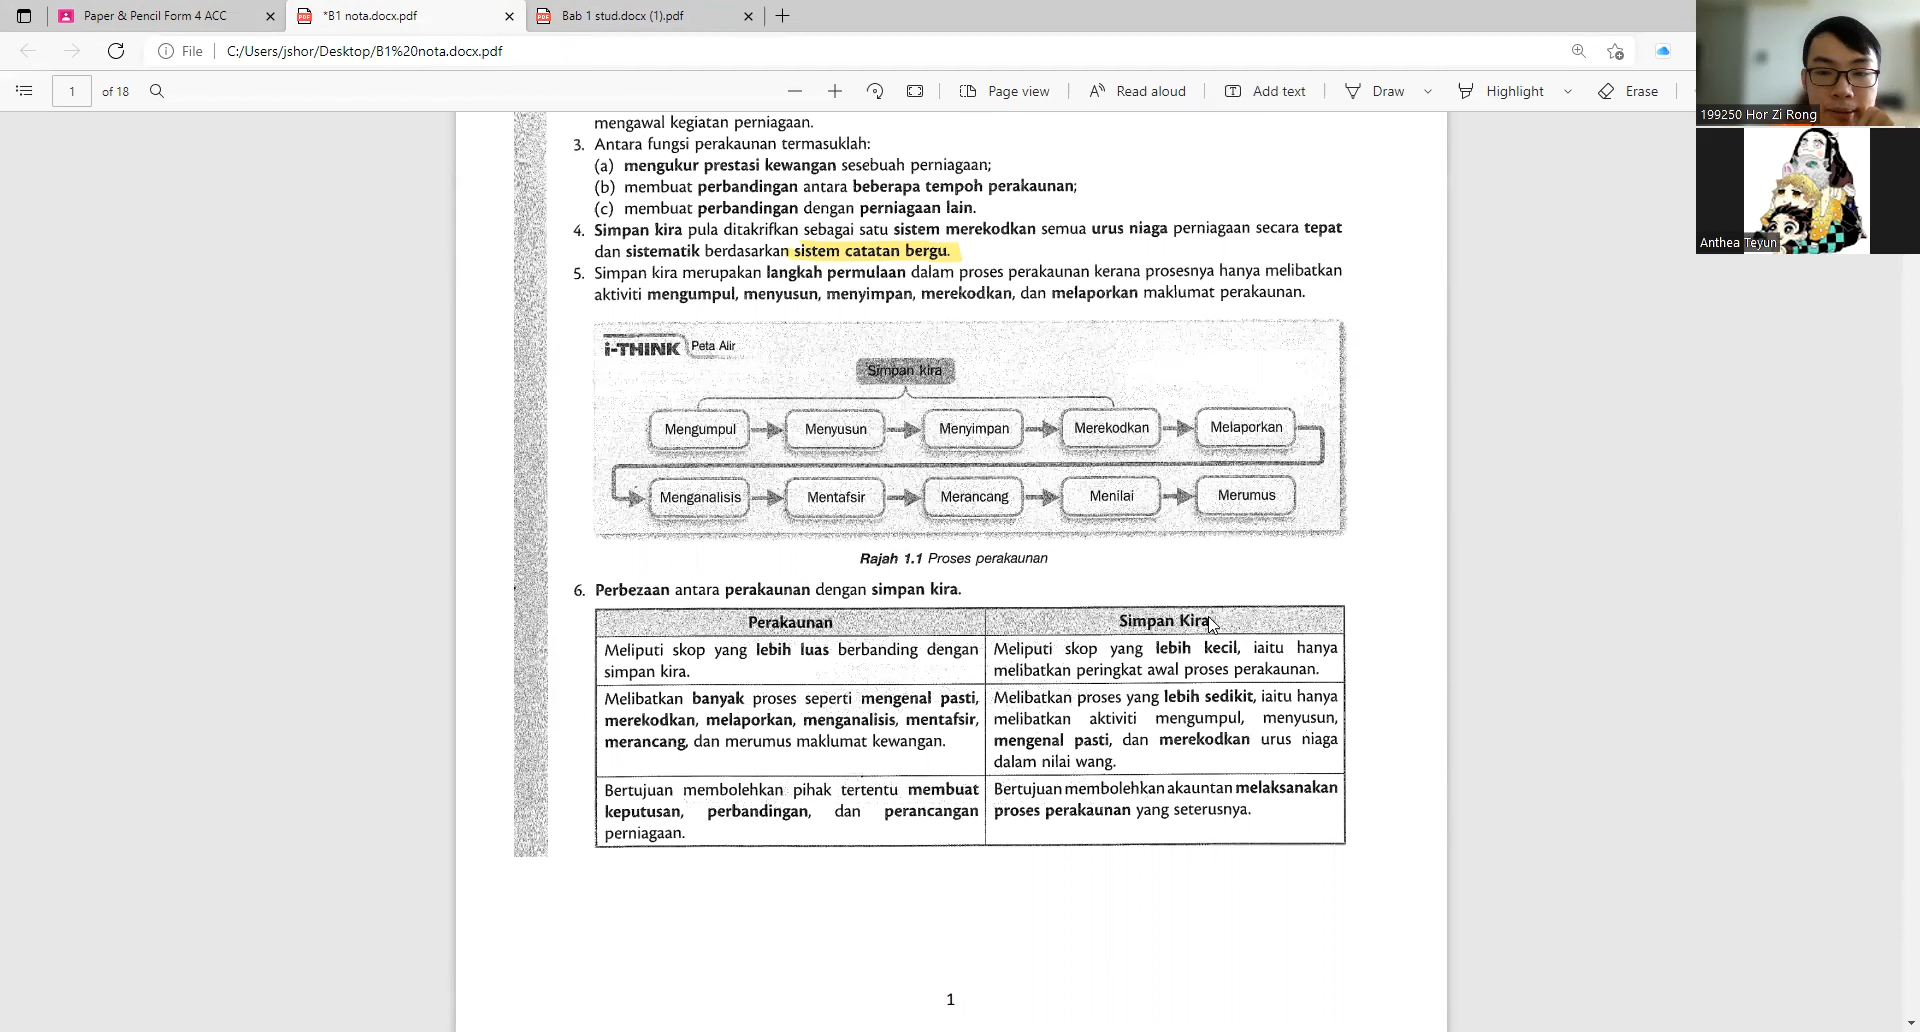 Paper & Pencil Form 4 ACC
*B1 nota.docx.pdf
Bab 1 stud.docx (1).pdf
File
C:/Users/jshor/Desktop/B1%20nota.docx.pdf
1 of 18
Page view
Read aloud
Add text
Draw
Highlight
Erase
199250 Hor Zi Rong
Anthea Teyun
mengawal kegiatan perniagaan.
3. Antara fungsi perakaunan termasuklah:
(a) mengukur prestasi kewangan sesebuah perniagaan;
(b) membuat perbandingan antara beberapa tempoh perakaunan;
(c) membuat perbandingan dengan perniagaan lain.
4. Simpan kira pula ditakrifkan sebagai satu sistem merekodkan semua urus niaga perniagaan secara tepat
dan sistematik berdasarkan sistem catatan bergu.
5. Simpan kira merupakan langkah permulaan dalam proses perakaunan kerana prosesnya hanya melibatkan
aktiviti mengumpul, menyusun, menyimpan, merekodkan, dan melaporkan maklumat perakaunan.
i-THINK Peta Alir
Simpan kira
Mengumpul
Menyusun
Menyimpan
Merekodkan
Melaporkan
Menganalisis
Mentafsir
Merancang
Menilai
Merumus
Rajah 1.1 Proses perakaunan
6. Perbezaan antara perakaunan dengan simpan kira.
Perakaunan
Simpan Kira
Meliputi skop yang lebih luas berbanding dengan
simpan kira.
Meliputi skop yang lebih kecil, iaitu hanya
melibatkan peringkat awal proses perakaunan.
Melibatkan banyak proses seperti mengenal pasti,
merekodkan, melaporkan, menganalisis, mentafsir,
merancang, dan merumus maklumat kewangan.
Melibatkan proses yang lebih sedikit, iaitu hanya
melibatkan aktiviti mengumpul, menyusun,
mengenal pasti, dan merekodkan urus niaga
dalam nilai wang.
Bertujuan membolehkan pihak tertentu membuat
keputusan, perbandingan, dan perancangan
perniagaan.
Bertujuan membolehkan akauntan melaksanakan
proses perakaunan yang seterusnya.
1